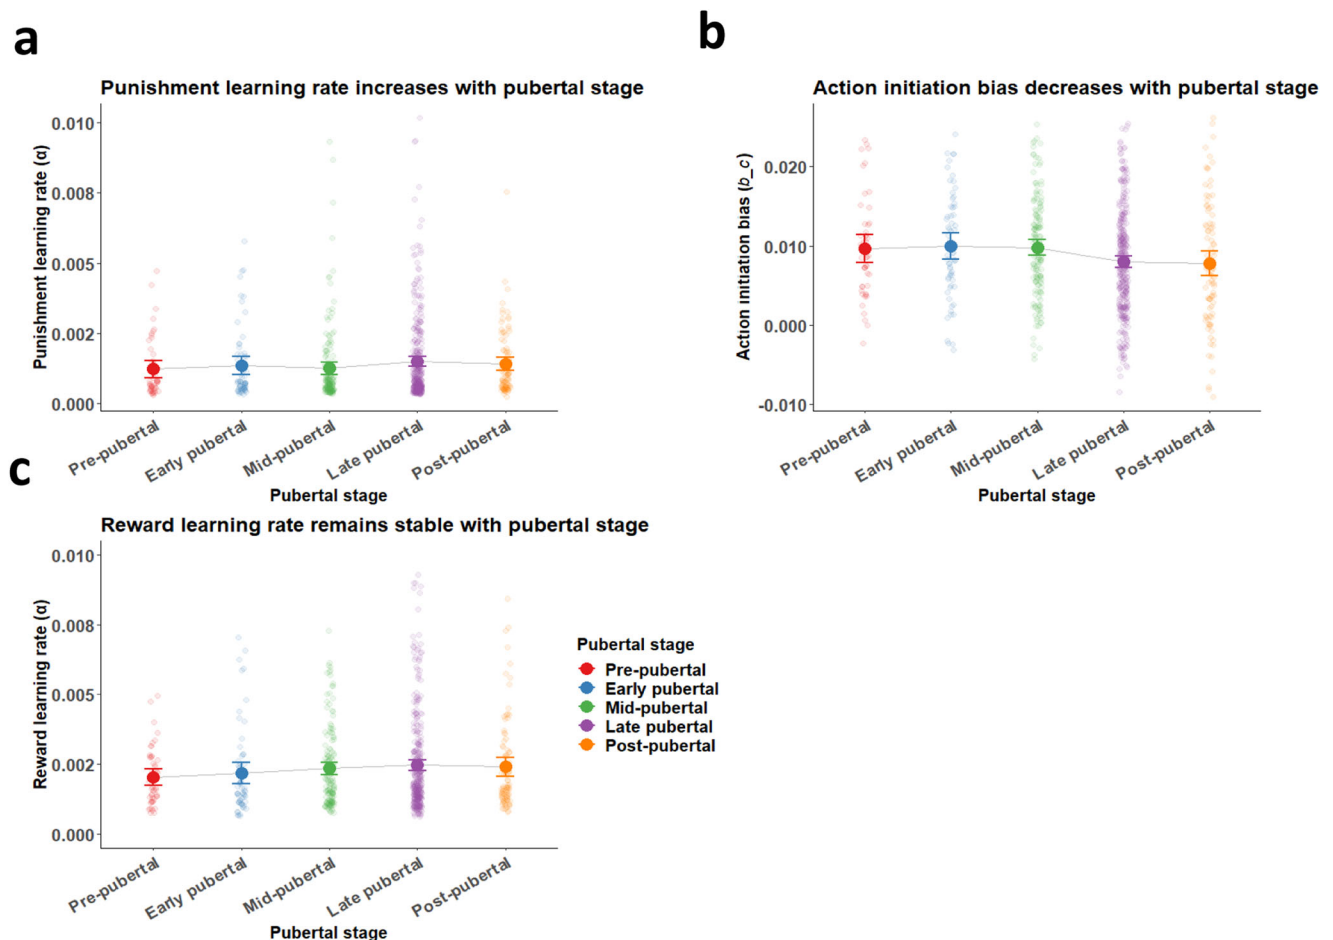 a
Punishment learning rate increases with pubertal stage
Punishment learning rate (α)
0.010
0.008
0.005
0.002
0.000
Pre-pubertal
Early pubertal
Mid-pubertal
Late pubertal
Post-pubertal
Pubertal stage
b
Action initiation bias decreases with pubertal stage
Action initiation bias (b_c)
0.020
0.010
0.000
-0.010
Pre-pubertal
Early pubertal
Mid-pubertal
Late pubertal
Post-pubertal
Pubertal stage
c
Reward learning rate remains stable with pubertal stage
Reward learning rate (α)
0.010
0.008
0.005
0.002
0.000
Pre-pubertal
Early pubertal
Mid-pubertal
Late pubertal
Post-pubertal
Pubertal stage
Pubertal stage
Pre-pubertal
Early pubertal
Mid-pubertal
Late pubertal
Post-pubertal